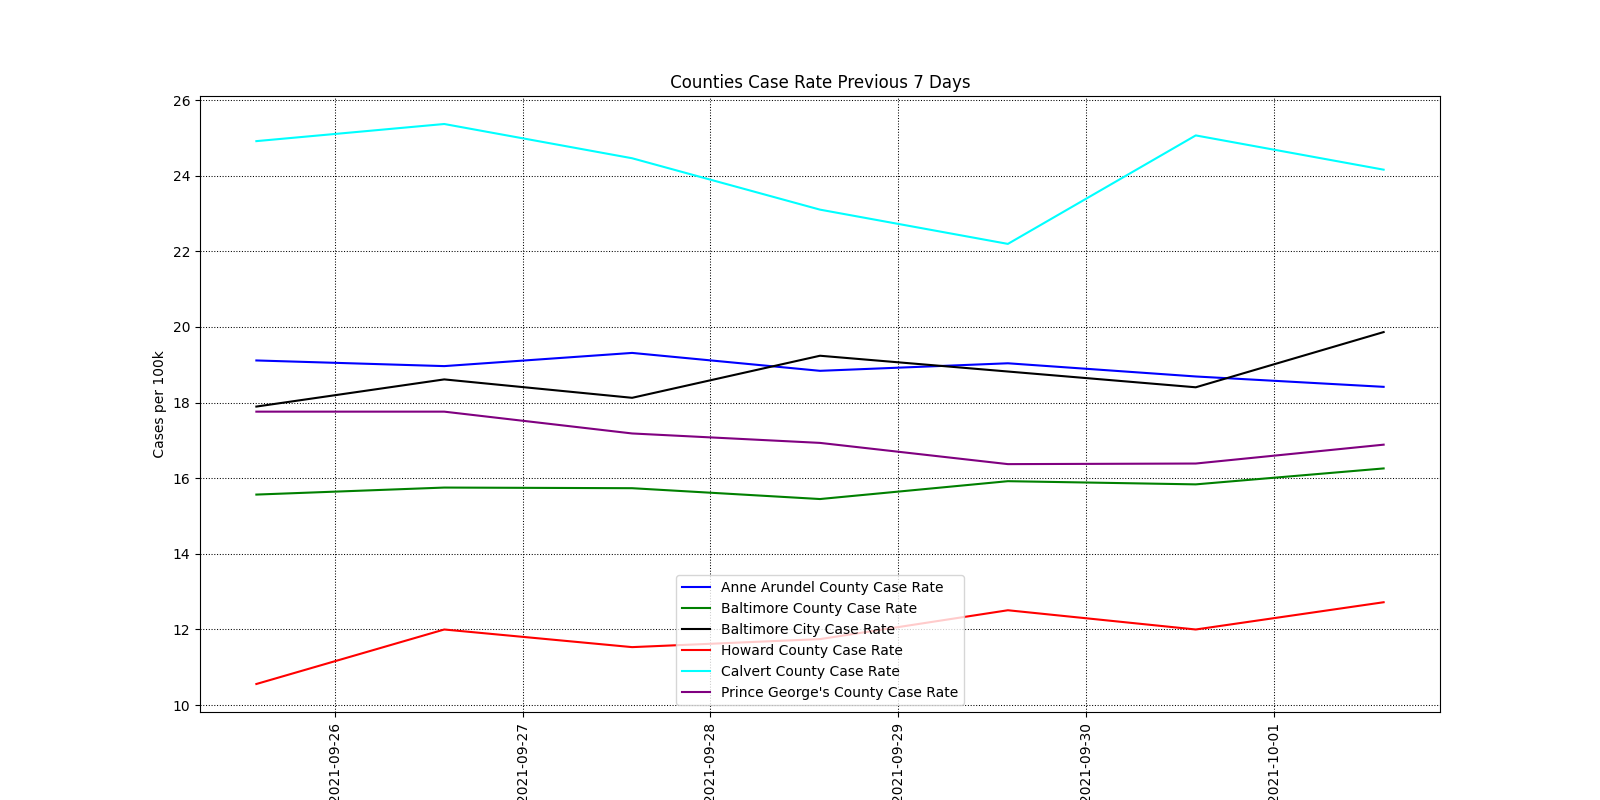 Counties Case Rate Previous 7 Days
26
24
22
20
18
16
14
12
10
Cases per 100k
Anne Arundel County Case Rate
Baltimore County Case Rate
Baltimore City Case Rate
Howard County Case Rate
Calvert County Case Rate
Prince George's County Case Rate
2021-09-26
2021-09-27
2021-09-28
2021-09-29
2021-09-30
2021-10-01